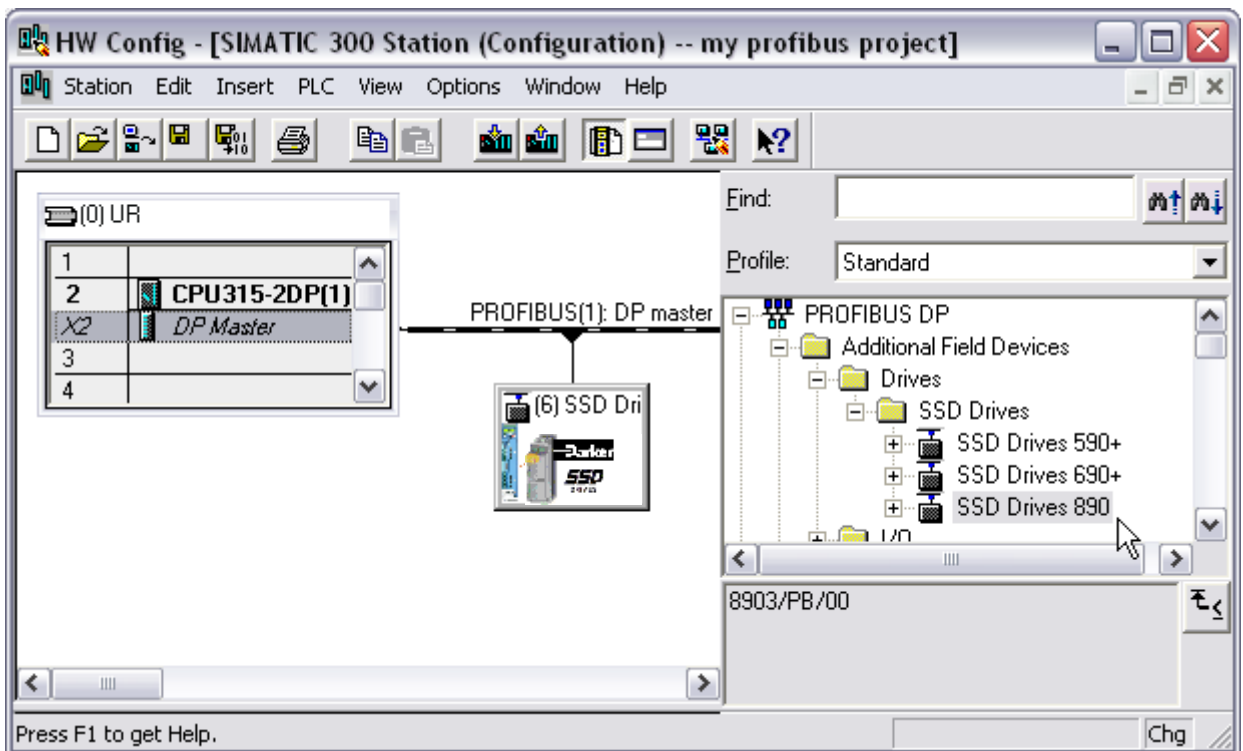 HW Config - [SIMATIC 300 Station (Configuration) -- my profibus project]
Station Edit Insert PLC View Options Window Help
(0) UR
1
2 CPU315-2DP(1)
X2 DP Master
3
4
PROFIBUS(1): DP master
(6) SSD Dri
Parker
SSD
Find:
Profile: Standard
PROFIBUS DP
Additional Field Devices
Drives
SSD Drives
SSD Drives 590+
SSD Drives 690+
SSD Drives 890
I/O
8903/PB/00
Press F1 to get Help.
Chg